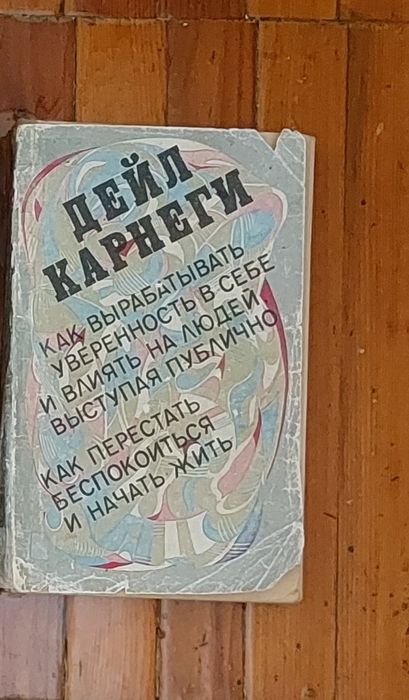 ДЕЙЛ
КАРНЕГИ
КАК ВЫРАБАТЫВАТЬ
УВЕРЕННОСТЬ В СЕБЕ
И ВЛИЯТЬ НА ЛЮДЕЙ
ВЫСТУПАЯ ПУБЛИЧНО
КАК ПЕРЕСТАТЬ
БЕСПОКОИТЬСЯ
И НАЧАТЬ ЖИТЬ